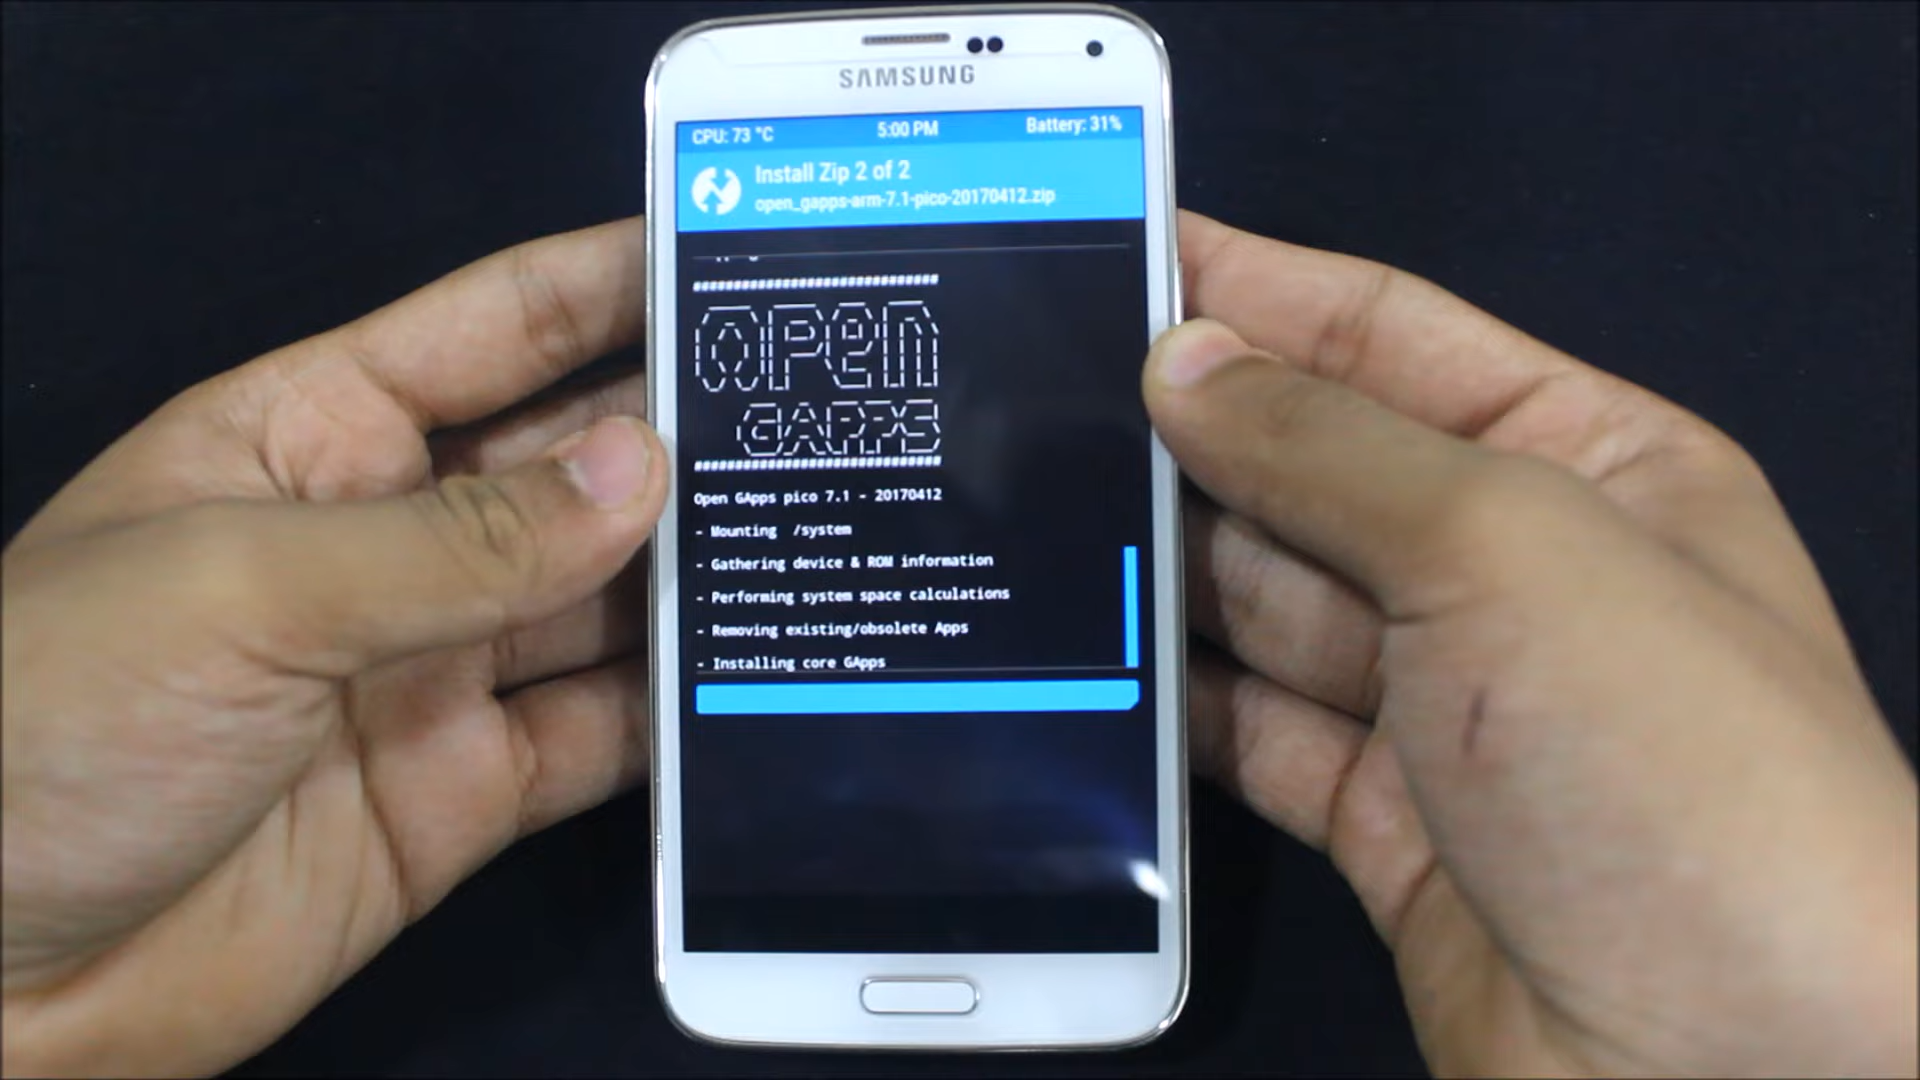 SAMSUNG
CPU: 73 °C 5:00 PM Battery: 31%
Install Zip 2 of 2
open_gapps-arm-7.1-pico-20170412.zip
##############################
OPEN
GAPPS
##############################
Open GApps pico 7.1 - 20170412
- Mounting /system
- Gathering device & ROM information
- Performing system space calculations
- Removing existing/obsolete Apps
- Installing core GApps